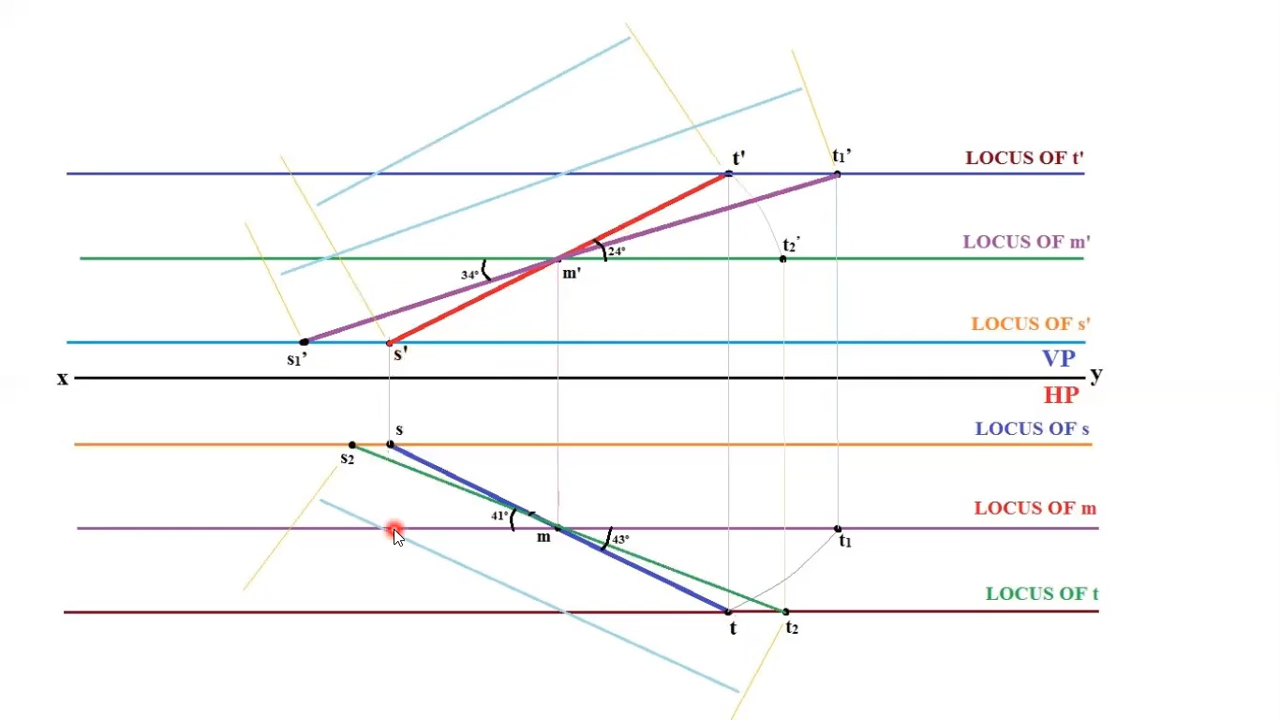 t'
t₁’
LOCUS OF t'
t₂’
LOCUS OF m'
34°
24°
m'
LOCUS OF s'
s₁’
s'
VP
x
y
HP
s
LOCUS OF s
s₂
41°
LOCUS OF m
m
43°
t₁
LOCUS OF t
t
t₂